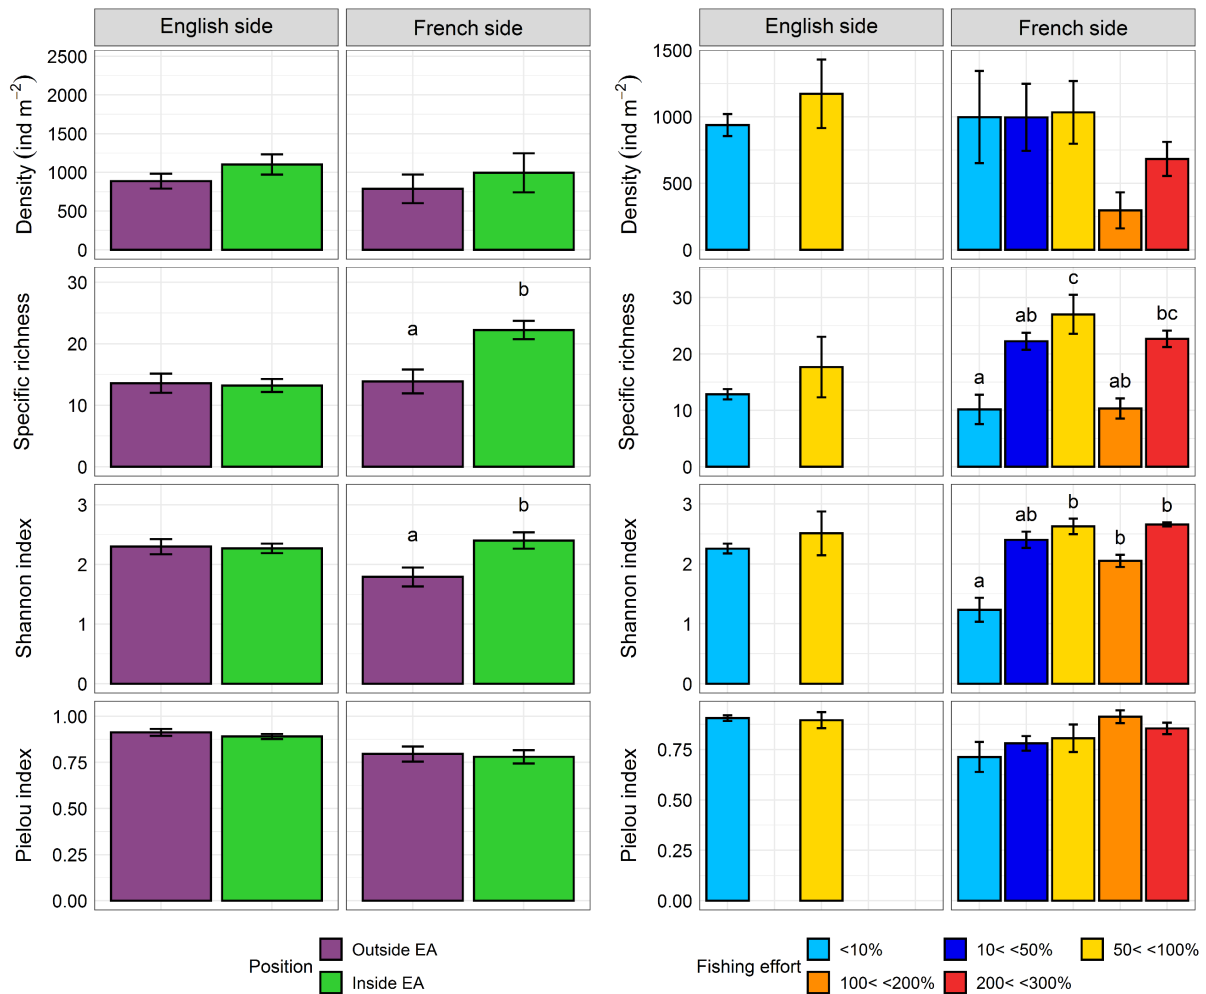 English side
French side
Density (ind m⁻²)
2500
2000
1500
1000
500
0
Specific richness
30
20
10
0
a
b
Shannon index
3
2
1
0
a
b
Pielou index
1.00
0.75
0.50
0.25
0.00
Position
Outside EA
Inside EA
English side
French side
Density (ind m⁻²)
1500
1000
500
0
Specific richness
30
20
10
0
a
ab
c
ab
bc
Shannon index
3
2
1
0
a
ab
b
b
b
Pielou index
0.75
0.50
0.25
0.00
Fishing effort
<10%
10< <50%
50< <100%
100< <200%
200< <300%